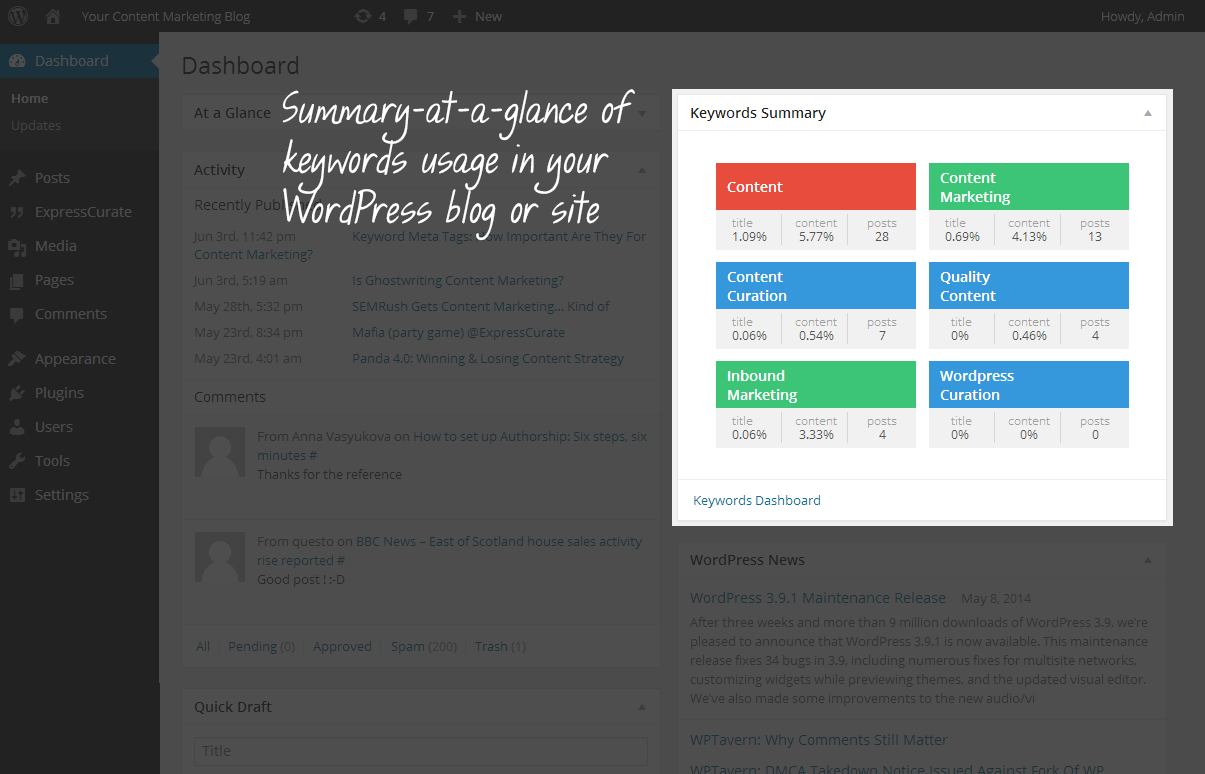 Your Content Marketing Blog 4 7 New Howdy, Admin
Dashboard
Home
Updates
Posts
ExpressCurate
Media
Pages
Comments
Appearance
Plugins
Users
Tools
Settings
Dashboard
At a Glance
Summary-at-a-glance of
keywords usage in your
WordPress blog or site
Activity
Recently Published
Jun 3rd, 11:42 pm Keyword Meta Tags: How Important Are They For
Content Marketing?
Jun 3rd, 5:19 am Is Ghostwriting Content Marketing?
May 28th, 5:32 pm SEMRush Gets Content Marketing... Kind of
May 23rd, 8:34 pm Mafia (party game) @ExpressCurate
May 23rd, 4:01 am Panda 4.0: Winning & Losing Content Strategy
Comments
From Anna Vasyukova on How to set up Authorship: Six steps, six
minutes #
Thanks for the reference
From questo on BBC News – East of Scotland house sales activity
rise reported #
Good post ! :-D
All Pending (0) Approved Spam (200) Trash (1)
Quick Draft
Title
Keywords Summary
Content
title content posts
1.09% 5.77% 28
Content
Marketing
title content posts
0.69% 4.13% 13
Content
Curation
title content posts
0.06% 0.54% 7
Quality
Content
title content posts
0% 0.46% 4
Inbound
Marketing
title content posts
0.06% 3.33% 4
Wordpress
Curation
title content posts
0% 0% 0
Keywords Dashboard
WordPress News
WordPress 3.9.1 Maintenance Release May 8, 2014
After three weeks and more than 9 million downloads of WordPress 3.9, we're
pleased to announce that WordPress 3.9.1 is now available. This maintenance
release fixes 34 bugs in 3.9, including numerous fixes for multisite networks,
customizing widgets while previewing themes, and the updated visual editor.
We've also made some improvements to the new audio/vi
WPTavern: Why Comments Still Matter
WPTavern: DMCA Takedown Notice Issued Against Fork Of WP